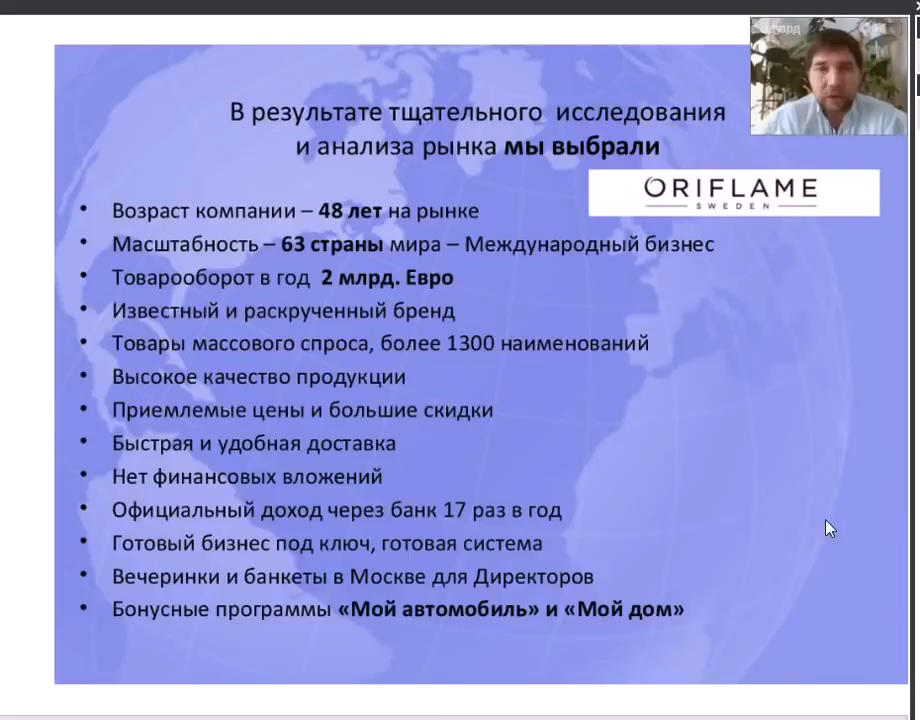 В результате тщательного исследования
и анализа рынка мы выбрали
ORIFLAME
SWEDEN
• Возраст компании – 48 лет на рынке
• Масштабность – 63 страны мира – Международный бизнес
• Товарооборот в год 2 млрд. Евро
• Известный и раскрученный бренд
• Товары массового спроса, более 1300 наименований
• Высокое качество продукции
• Приемлемые цены и большие скидки
• Быстрая и удобная доставка
• Нет финансовых вложений
• Официальный доход через банк 17 раз в год
• Готовый бизнес под ключ, готовая система
• Вечеринки и банкеты в Москве для Директоров
• Бонусные программы «Мой автомобиль» и «Мой дом»